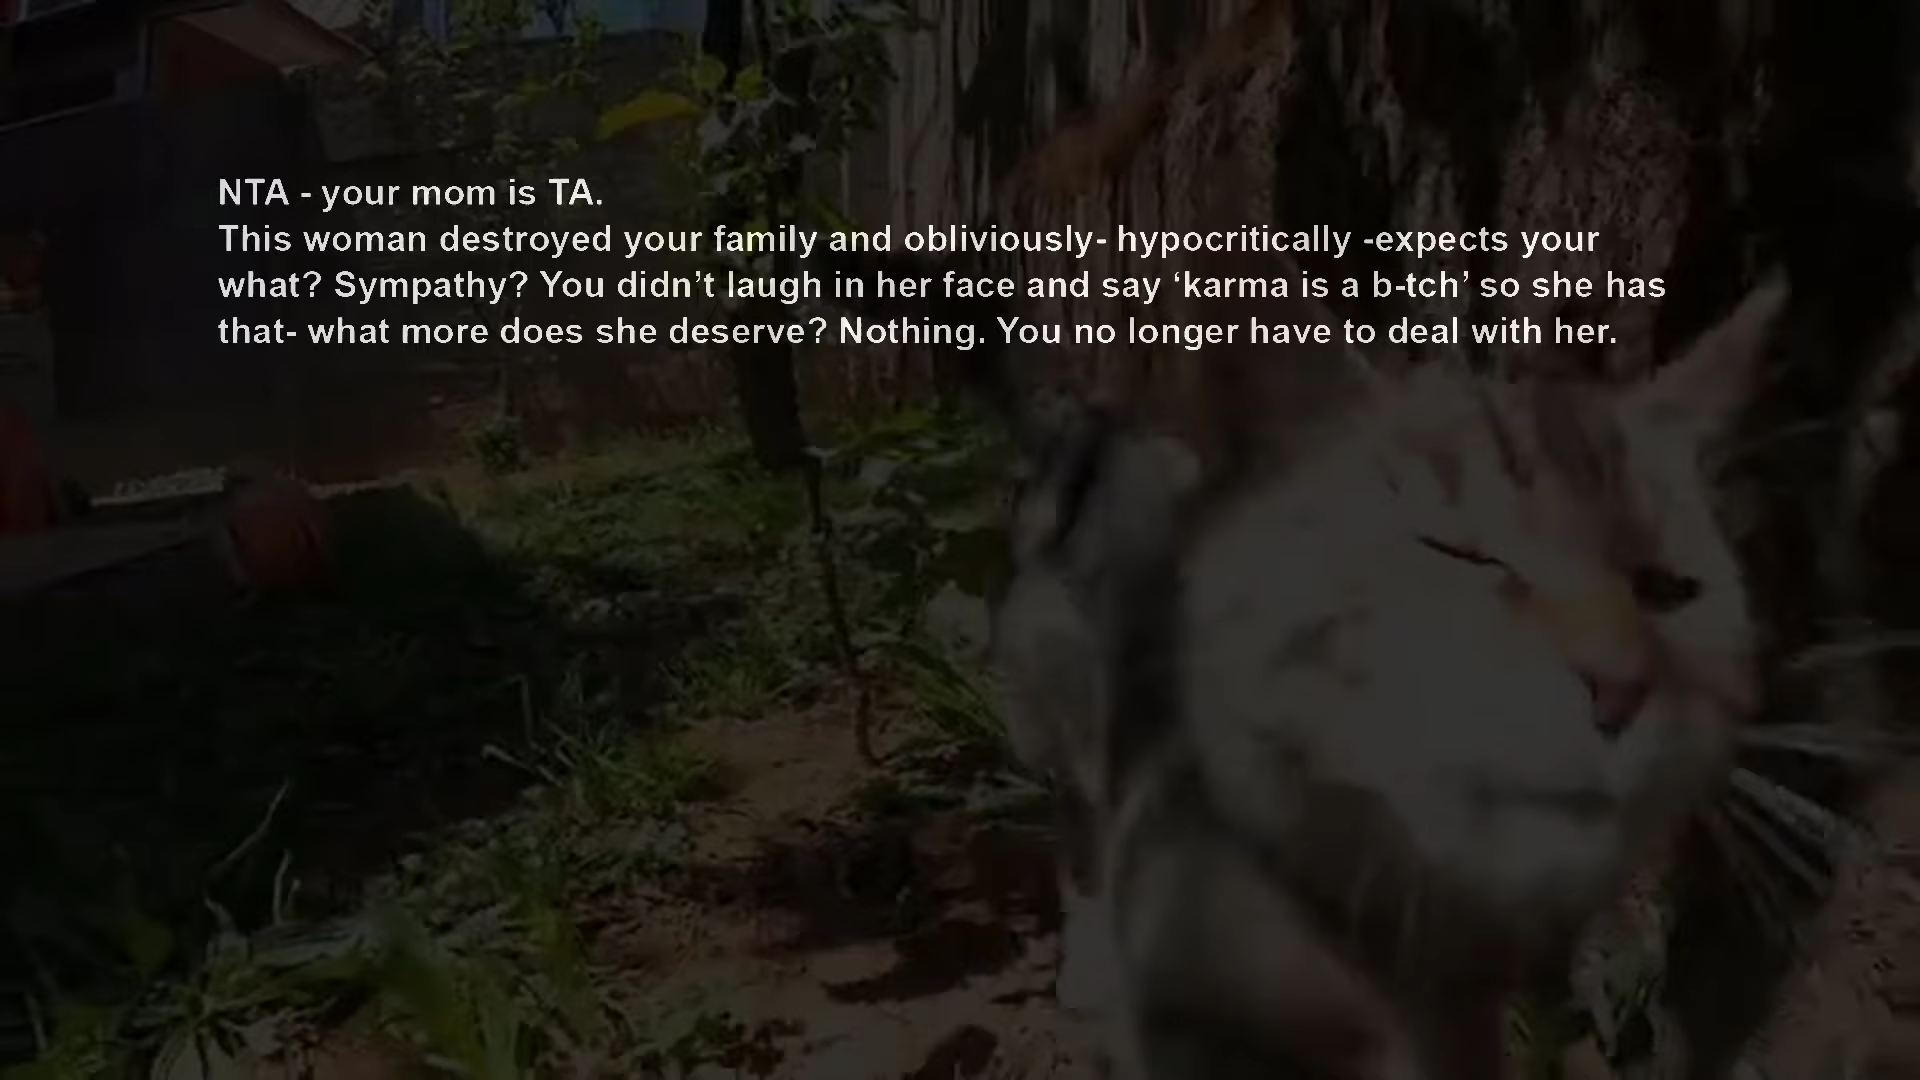 NTA - your mom is TA.
This woman destroyed your family and obliviously- hypocritically -expects your
what? Sympathy? You didn’t laugh in her face and say ‘karma is a b-tch’ so she has
that- what more does she deserve? Nothing. You no longer have to deal with her.